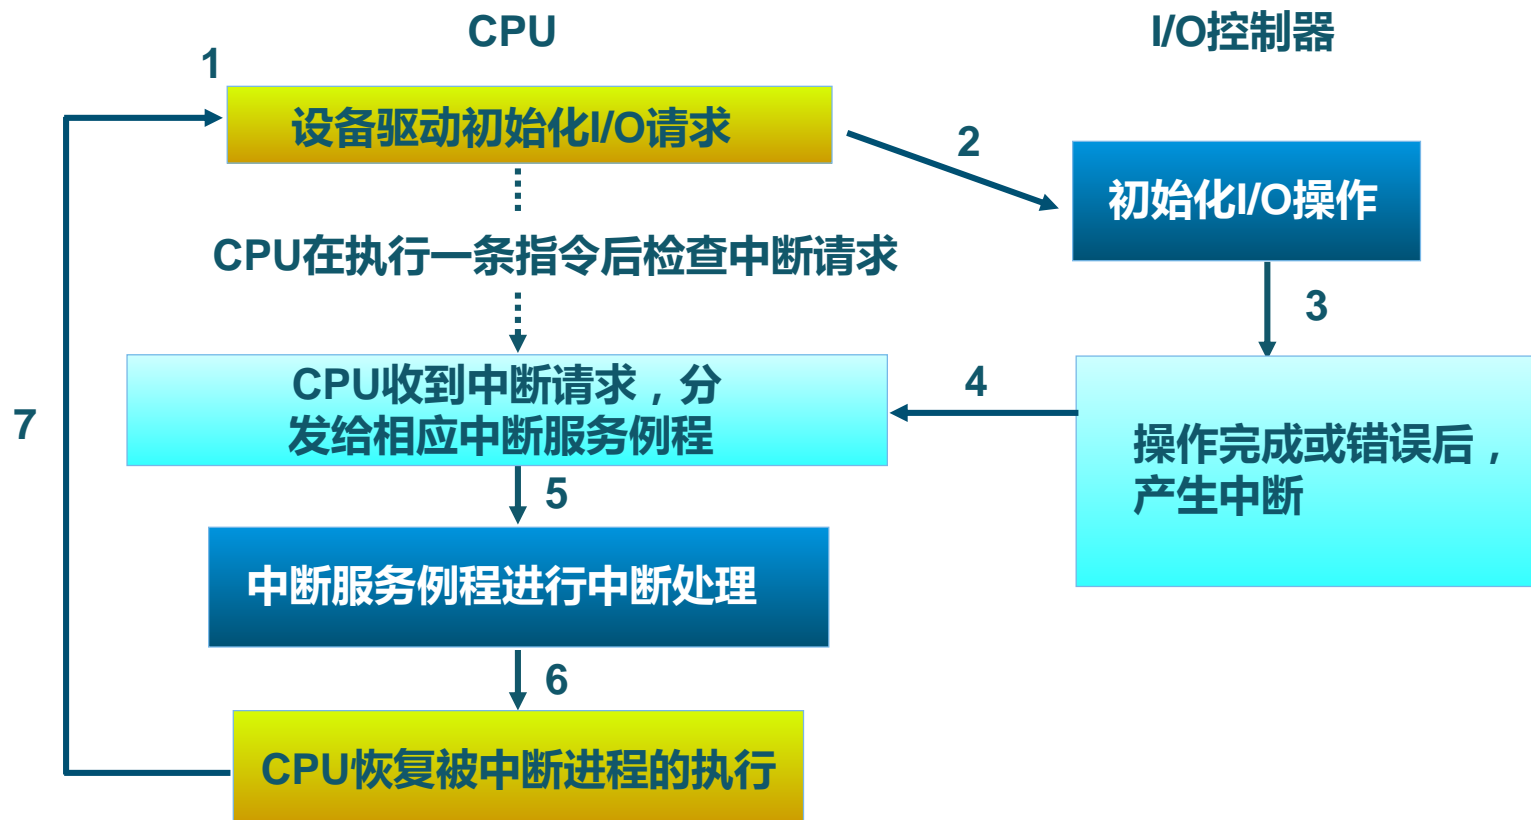 CPU
I/O控制器
1
设备驱动初始化I/O请求
2
初始化I/O操作
CPU在执行一条指令后检查中断请求
3
CPU收到中断请求，分
发给相应中断服务例程
4
操作完成或错误后，
产生中断
7
5
中断服务例程进行中断处理
6
CPU恢复被中断进程的执行